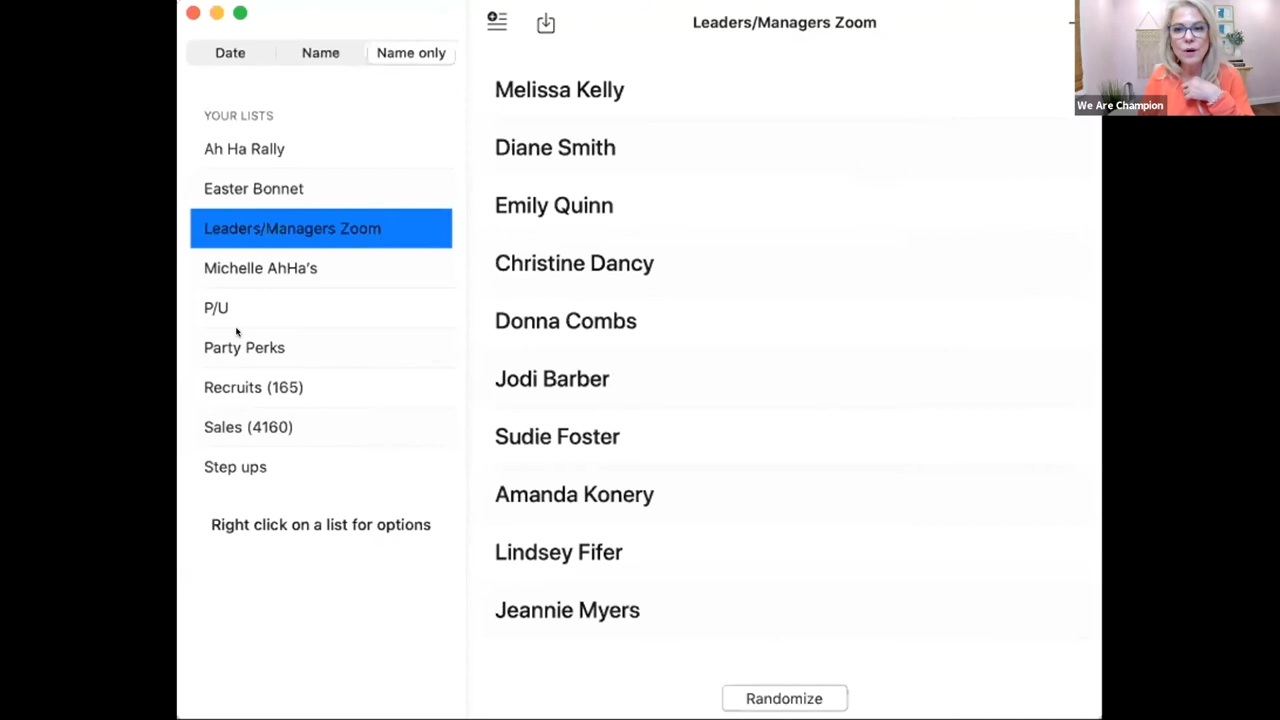 Leaders/Managers Zoom
Date
Name
Name only
YOUR LISTS
Ah Ha Rally
Easter Bonnet
Leaders/Managers Zoom
Michelle AhHa's
P/U
Party Perks
Recruits (165)
Sales (4160)
Step ups
Right click on a list for options
Melissa Kelly
Diane Smith
Emily Quinn
Christine Dancy
Donna Combs
Jodi Barber
Sudie Foster
Amanda Konery
Lindsey Fifer
Jeannie Myers
Randomize
We Are Champion